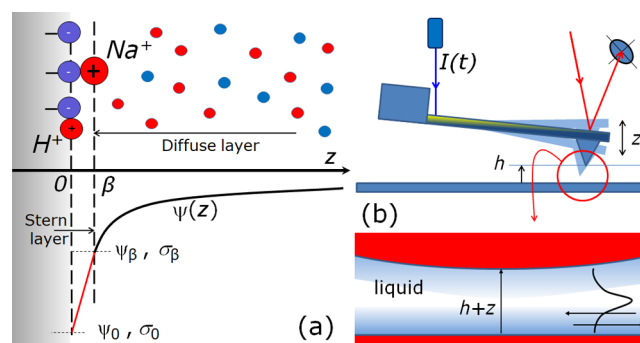 Na⁺
I(t)
- 
- 
+
-
+
H⁺
Diffuse layer
z
z
h
0
β
Stern
layer
ψ(z)
(b)
ψβ , σβ
liquid
h+z
ψ0 , σ0
(a)